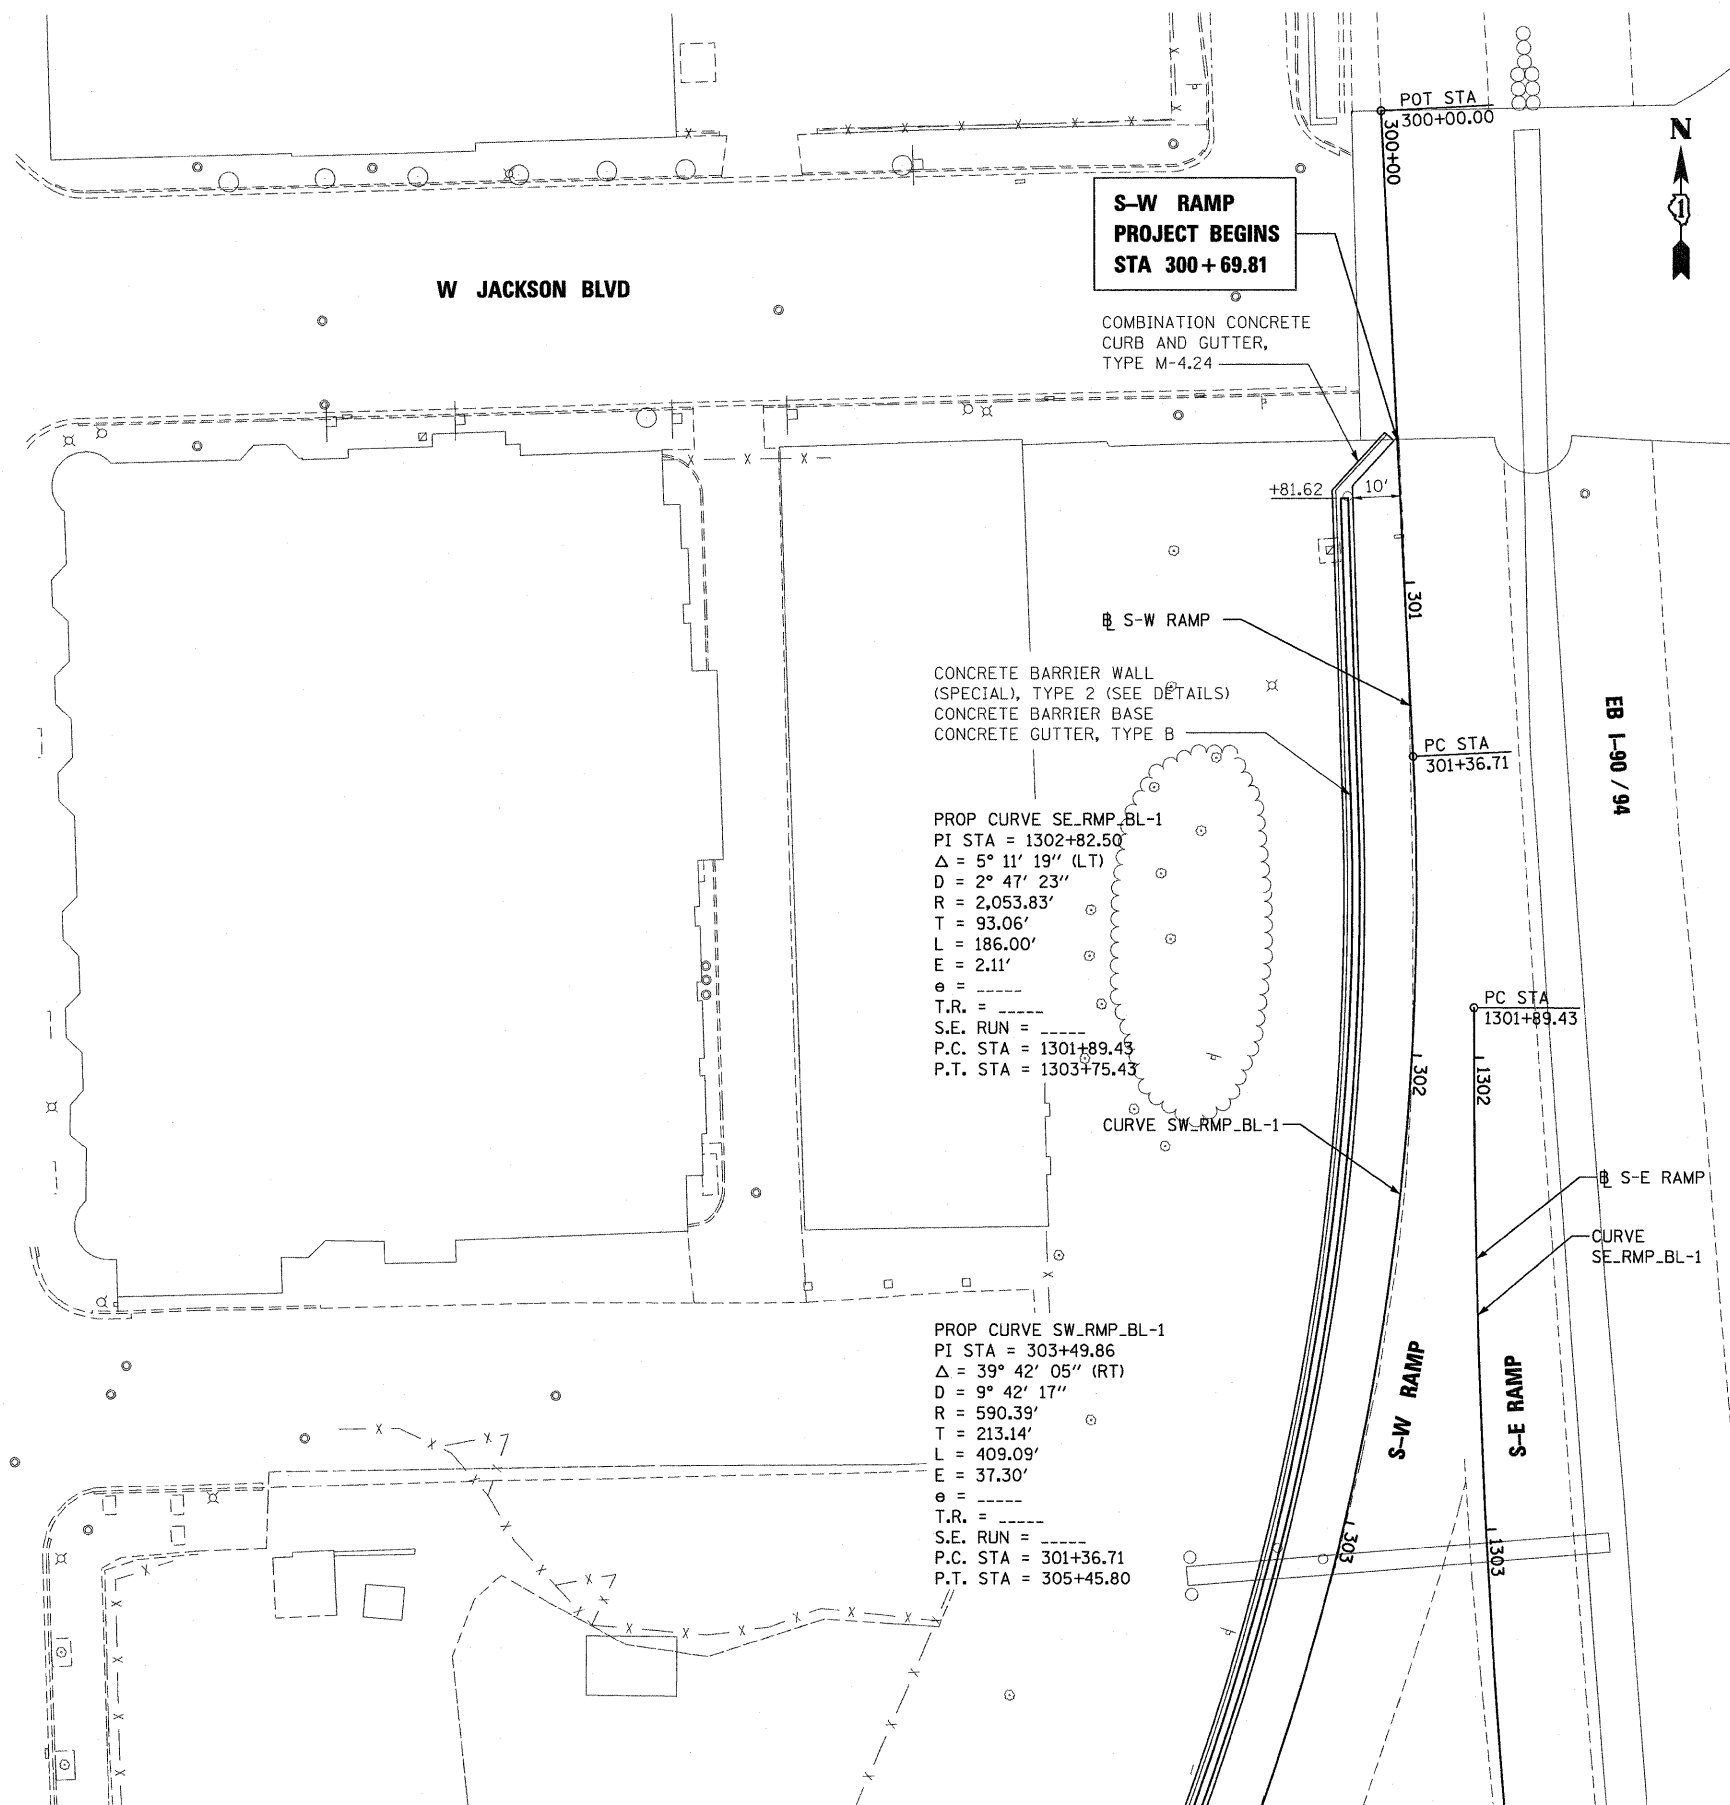 POT STA
300+00.00
300+00
N
1
S-W RAMP
PROJECT BEGINS
STA 300+69.81
W JACKSON BLVD
COMBINATION CONCRETE
CURB AND GUTTER,
TYPE M-4.24
+81.62
10'
301
B S-W RAMP
CONCRETE BARRIER WALL
(SPECIAL), TYPE 2 (SEE DETAILS)
CONCRETE BARRIER BASE
CONCRETE GUTTER, TYPE B
EB I-90 / 94
PC STA
301+36.71
PROP CURVE SE_RMP_BL-1
PI STA = 1302+82.50
Δ = 5° 11' 19" (LT)
D = 2° 47' 23"
R = 2,053.83'
T = 93.06'
L = 186.00'
E = 2.11'
e = _____
T.R. = _____
S.E. RUN = _____
P.C. STA = 1301+89.43
P.T. STA = 1303+75.43
PC STA
1301+89.43
302
1302
CURVE SW_RMP_BL-1
B S-E RAMP
CURVE
SE_RMP_BL-1
PROP CURVE SW_RMP_BL-1
PI STA = 303+49.86
Δ = 39° 42' 05" (RT)
D = 9° 42' 17"
R = 590.39'
T = 213.14'
L = 409.09'
E = 37.30'
e = _____
T.R. = _____
S.E. RUN = _____
P.C. STA = 301+36.71
P.T. STA = 305+45.80
S-W RAMP
S-E RAMP
303
1303